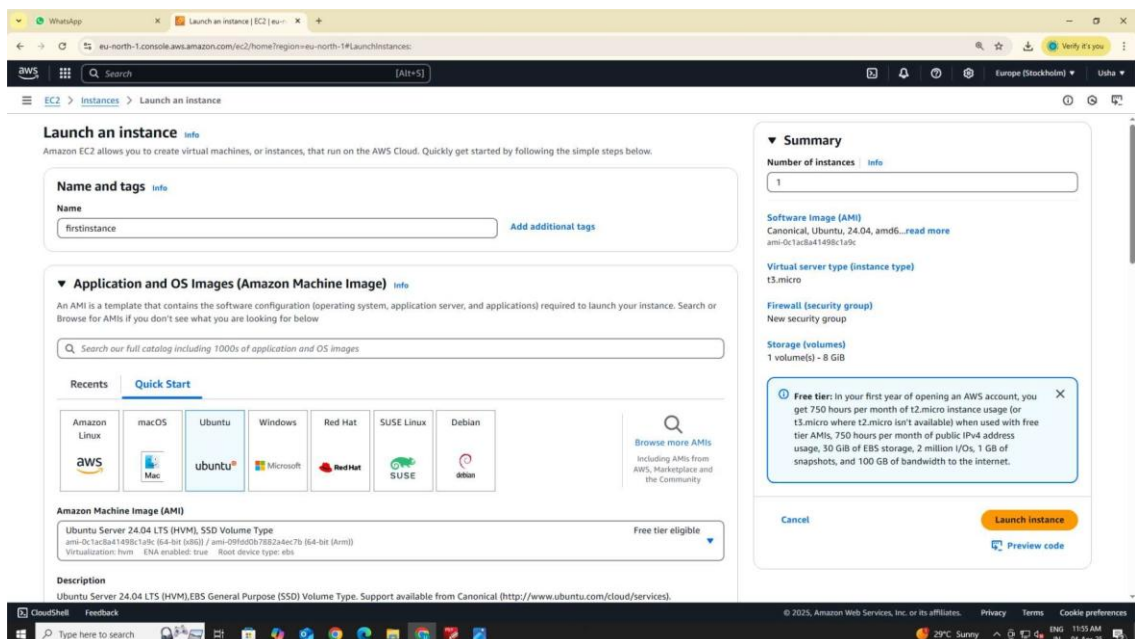 WhatsApp
Launch an instance | EC2 | eu-n
eu-north-1.console.aws.amazon.com/ec2/home?region=eu-north-1#LaunchInstances:
Verify it's you
aws
Search
[Alt+S]
Europe (Stockholm)
Usha
EC2 > Instances > Launch an instance
Launch an instance Info
Amazon EC2 allows you to create virtual machines, or instances, that run on the AWS Cloud. Quickly get started by following the simple steps below.
Name and tags Info
Name
firstinstance
Add additional tags
Application and OS Images (Amazon Machine Image) Info
An AMI is a template that contains the software configuration (operating system, application server, and applications) required to launch your instance. Search or
Browse for AMIs if you don't see what you are looking for below
Search our full catalog including 1000s of application and OS images
Recents
Quick Start
Amazon Linux
aws
macOS
Mac
Ubuntu
ubuntu
Windows
Microsoft
Red Hat
Red Hat
SUSE Linux
SUSE
Debian
debian
Browse more AMIs
Including AMIs from
AWS, Marketplace and
the Community
Amazon Machine Image (AMI)
Ubuntu Server 24.04 LTS (HVM), SSD Volume Type
Free tier eligible
ami-0c1ac8a41498c1a9c (64-bit (x86)) / ami-09fdd0b7882a4ec7b (64-bit (Arm))
Virtualization: hvm ENA enabled: true Root device type: ebs
Description
Ubuntu Server 24.04 LTS (HVM),EBS General Purpose (SSD) Volume Type. Support available from Canonical (http://www.ubuntu.com/cloud/services).
Summary
Number of instances Info
1
Software Image (AMI)
Canonical, Ubuntu, 24.04, amd6...read more
ami-0c1ac8a41498c1a9c
Virtual server type (instance type)
t3.micro
Firewall (security group)
New security group
Storage (volumes)
1 volume(s) - 8 GiB
Free tier: In your first year of opening an AWS account, you
get 750 hours per month of t2.micro instance usage (or
t3.micro where t2.micro isn't available) when used with free
tier AMIs, 750 hours per month of public IPv4 address
usage, 30 GiB of EBS storage, 2 million I/Os, 1 GB of
snapshots, and 100 GB of bandwidth to the internet.
Cancel
Launch instance
Preview code
CloudShell Feedback
© 2025, Amazon Web Services, Inc. or its affiliates. Privacy Terms Cookie preferences
Type here to search
29°C Sunny
ENG
11:55 AM